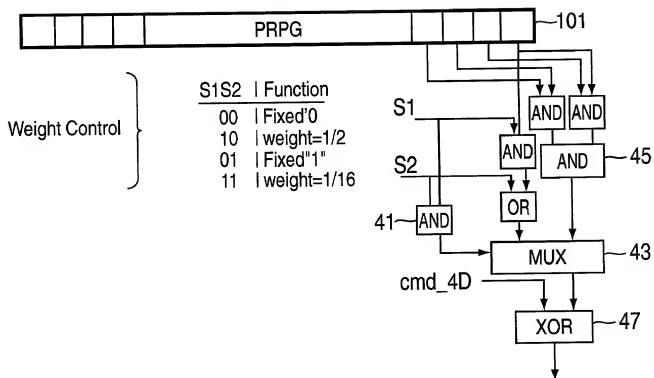 PRPG
101
S1S2 | Function
00 | Fixed'0
10 | weight=1/2
01 | Fixed"1"
11 | weight=1/16
Weight Control
S1
S2
AND
AND
AND
AND
45
41
AND
OR
MUX
43
cmd_4D
XOR
47